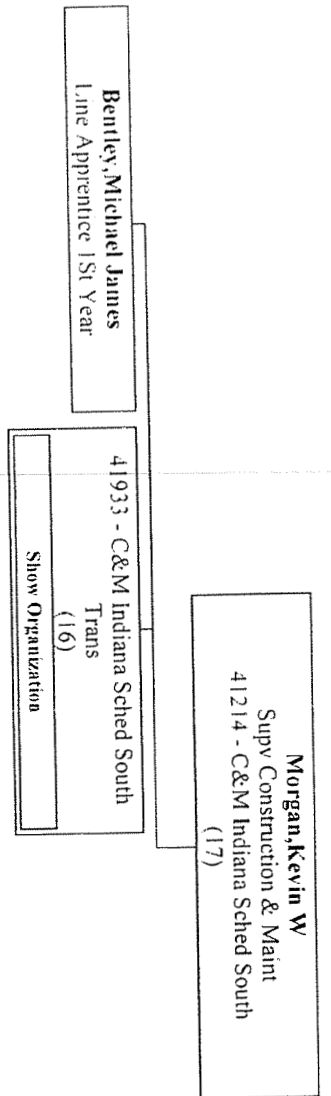 Morgan,Kevin W
Supv Construction & Maint
41214 - C&M Indiana Sched South
(17)
Bentley,Michael James
Line Apprentice 1St Year
41933 - C&M Indiana Sched South
Trans
(16)
Show Organization